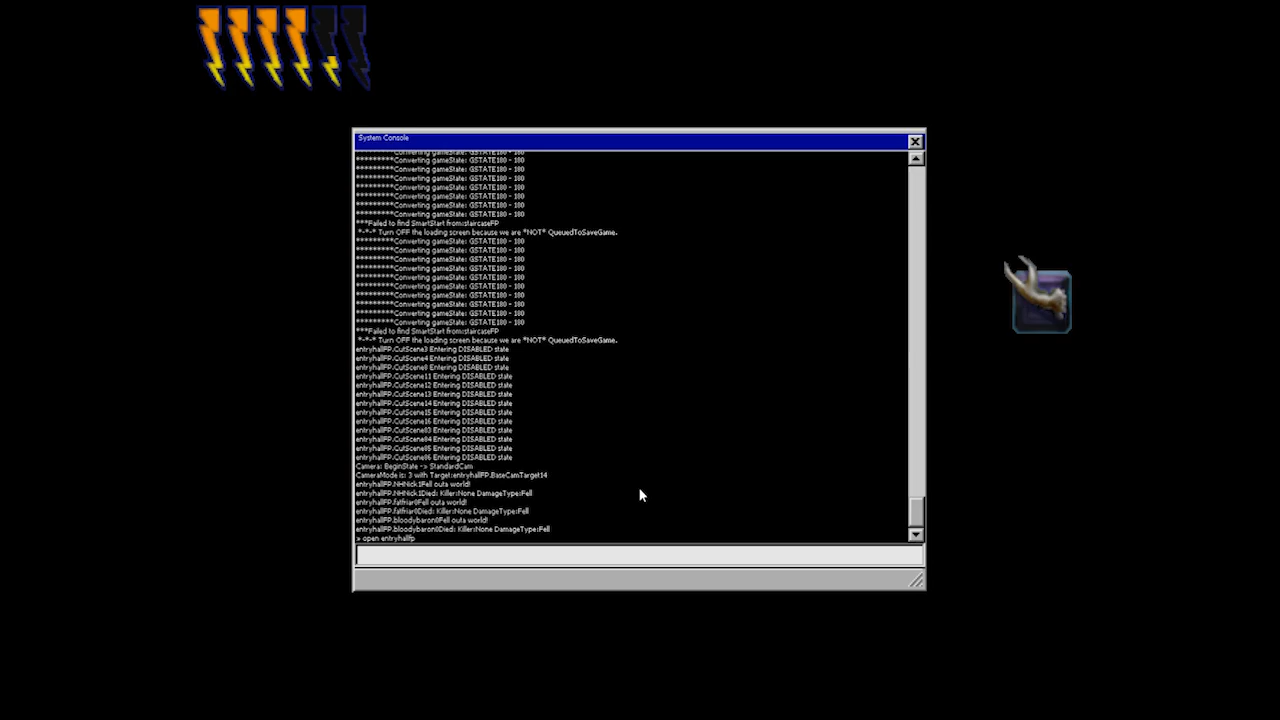 System Console
*********Converting gameState: GSTATE180 - 180
*********Converting gameState: GSTATE180 - 180
*********Converting gameState: GSTATE180 - 180
*********Converting gameState: GSTATE180 - 180
*********Converting gameState: GSTATE180 - 180
*********Converting gameState: GSTATE180 - 180
*********Converting gameState: GSTATE180 - 180
*********Converting gameState: GSTATE180 - 180
***Failed to find SmartStart from:staircaseFP
*-*-* Turn OFF the loading screen because we are *NOT* QueuedToSaveGame.
*********Converting gameState: GSTATE180 - 180
*********Converting gameState: GSTATE180 - 180
*********Converting gameState: GSTATE180 - 180
*********Converting gameState: GSTATE180 - 180
*********Converting gameState: GSTATE180 - 180
*********Converting gameState: GSTATE180 - 180
*********Converting gameState: GSTATE180 - 180
*********Converting gameState: GSTATE180 - 180
*********Converting gameState: GSTATE180 - 180
*********Converting gameState: GSTATE180 - 180
***Failed to find SmartStart from:staircaseFP
*-*-* Turn OFF the loading screen because we are *NOT* QueuedToSaveGame.
entryhallFP.CutScene3 Entering DISABLED state
entryhallFP.CutScene4 Entering DISABLED state
entryhallFP.CutScene8 Entering DISABLED state
entryhallFP.CutScene11 Entering DISABLED state
entryhallFP.CutScene12 Entering DISABLED state
entryhallFP.CutScene13 Entering DISABLED state
entryhallFP.CutScene14 Entering DISABLED state
entryhallFP.CutScene15 Entering DISABLED state
entryhallFP.CutScene16 Entering DISABLED state
entryhallFP.CutScene83 Entering DISABLED state
entryhallFP.CutScene84 Entering DISABLED state
entryhallFP.CutScene85 Entering DISABLED state
entryhallFP.CutScene86 Entering DISABLED state
Camera: BeginState -> StandardCam
CameraMode is: 3 with Target:entryhallFP.BaseCamTarget14
entryhallFP.NHNick1Fell outa world!
entryhallFP.NHNick1Died: Killer:None DamageType:Fell
entryhallFP.fatfriar0Fell outa world!
entryhallFP.fatfriar0Died: Killer:None DamageType:Fell
entryhallFP.bloodybaron0Fell outa world!
entryhallFP.bloodybaron0Died: Killer:None DamageType:Fell
> open entryhallfp